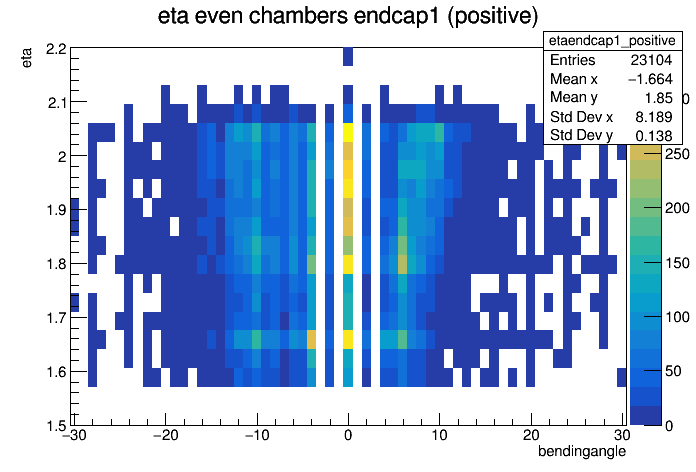 eta even chambers endcap1 (positive)
etaendcap1_positive
Entries 23104
Mean x −1.664
Mean y 1.85
Std Dev x 8.189
Std Dev y 0.138
eta
2.2
2.1
2
1.9
1.8
1.7
1.6
1.5
−30 −20 −10 0 10 20 30
bendingangle
0
250
200
150
100
50
0